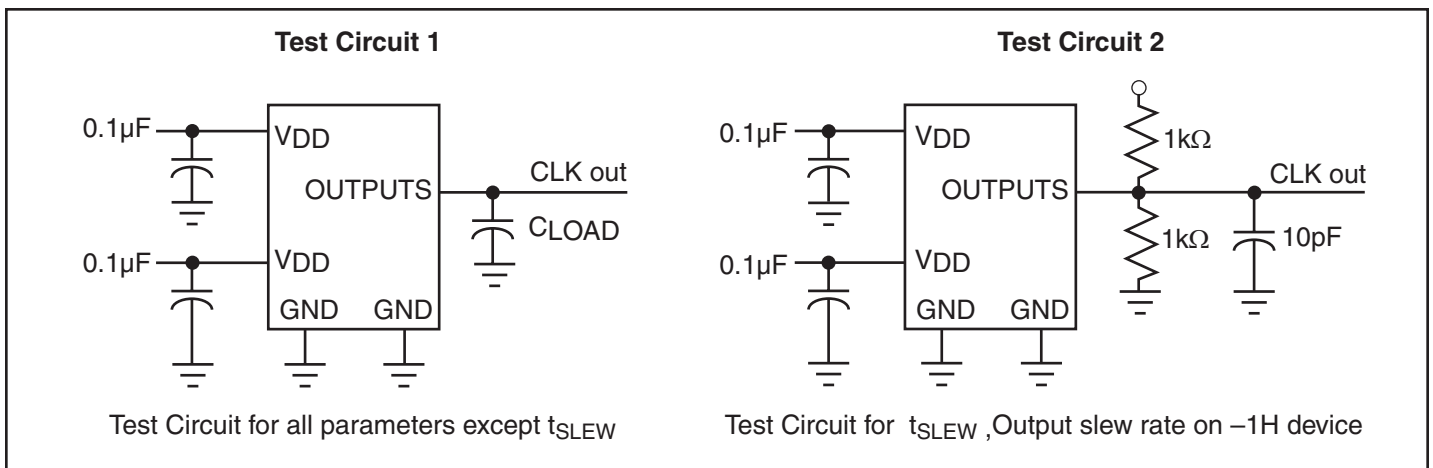 Test Circuit 1
0.1µF
VDD
OUTPUTS
CLK out
CLOAD
0.1µF
VDD
GND GND
Test Circuit for all parameters except tSLEW
Test Circuit 2
1kΩ
0.1µF
VDD
OUTPUTS
CLK out
1kΩ
10pF
0.1µF
VDD
GND GND
Test Circuit for tSLEW ,Output slew rate on –1H device